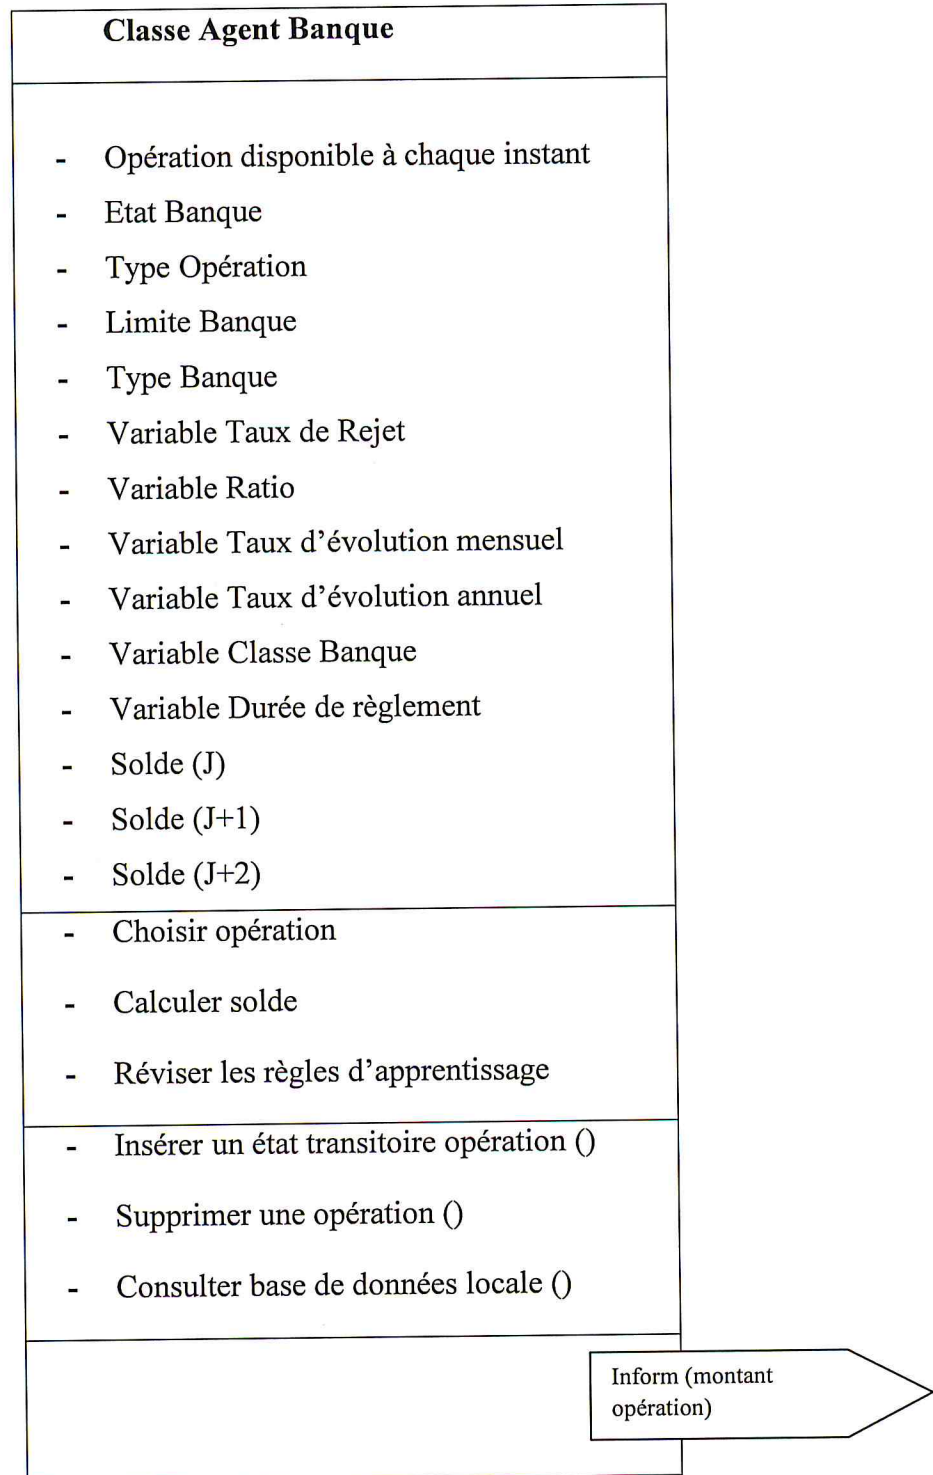 Classe Agent Banque
- Opération disponible à chaque instant
- Etat Banque
- Type Opération
- Limite Banque
- Type Banque
- Variable Taux de Rejet
- Variable Ratio
- Variable Taux d'évolution mensuel
- Variable Taux d'évolution annuel
- Variable Classe Banque
- Variable Durée de règlement
- Solde (J)
- Solde (J+1)
- Solde (J+2)
- Choisir opération
- Calculer solde
- Réviser les règles d'apprentissage
- Insérer un état transitoire opération ()
- Supprimer une opération ()
- Consulter base de données locale ()
Inform (montant
opération)